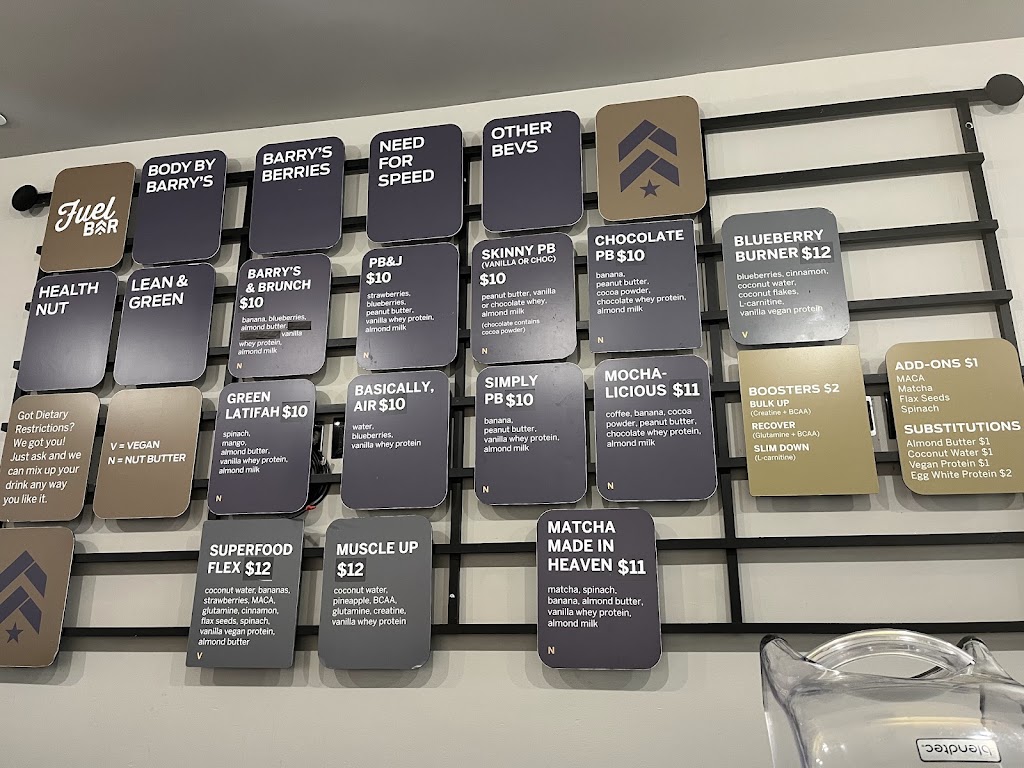 Fuel
BAR
BODY BY
BARRY'S
BARRY'S
BERRIES
NEED
FOR
SPEED
OTHER
BEVS
HEALTH
NUT
LEAN &
GREEN
BARRY'S
& BRUNCH
$10
banana, blueberries,
almond butter,
vanilla
whey protein,
almond milk
N
PB&J
$10
strawberries,
blueberries,
peanut butter,
vanilla whey protein,
almond milk
N
SKINNY PB
(VANILLA OR CHOC)
$10
peanut butter, vanilla
or chocolate whey,
almond milk
(chocolate contains
cocoa powder)
N
CHOCOLATE
PB $10
banana,
peanut butter,
cocoa powder,
chocolate whey protein,
almond milk
N
BLUEBERRY
BURNER $12
blueberries, cinnamon,
coconut water,
coconut flakes,
L-carnitine,
vanilla vegan protein
V
Got Dietary
Restrictions?
We got you!
Just ask and we
can mix up your
drink any way
you like it.
V = VEGAN
N = NUT BUTTER
GREEN
LATIFAH $10
spinach,
mango,
almond butter,
vanilla whey protein,
almond milk
N
BASICALLY,
AIR $10
water,
blueberries,
vanilla whey protein
SIMPLY
PB $10
banana,
peanut butter,
vanilla whey protein,
almond milk
N
MOCHA-
LICIOUS $11
coffee, banana, cocoa
powder, peanut butter,
chocolate whey protein,
almond milk
N
BOOSTERS $2
BULK UP
(Creatine + BCAA)
RECOVER
(Glutamine + BCAA)
SLIM DOWN
(L-carnitine)
ADD-ONS $1
MACA
Matcha
Flax Seeds
Spinach
SUBSTITUTIONS
Almond Butter $1
Coconut Water $1
Vegan Protein $1
Egg White Protein $2
SUPERFOOD
FLEX $12
coconut water, bananas,
strawberries, MACA,
glutamine, cinnamon,
flax seeds, spinach,
vanilla vegan protein,
almond butter
V
MUSCLE UP
$12
coconut water,
pineapple, BCAA,
glutamine, creatine,
vanilla whey protein
MATCHA
MADE IN
HEAVEN $11
matcha, spinach,
banana, almond butter,
vanilla whey protein,
almond milk
N
blendtec